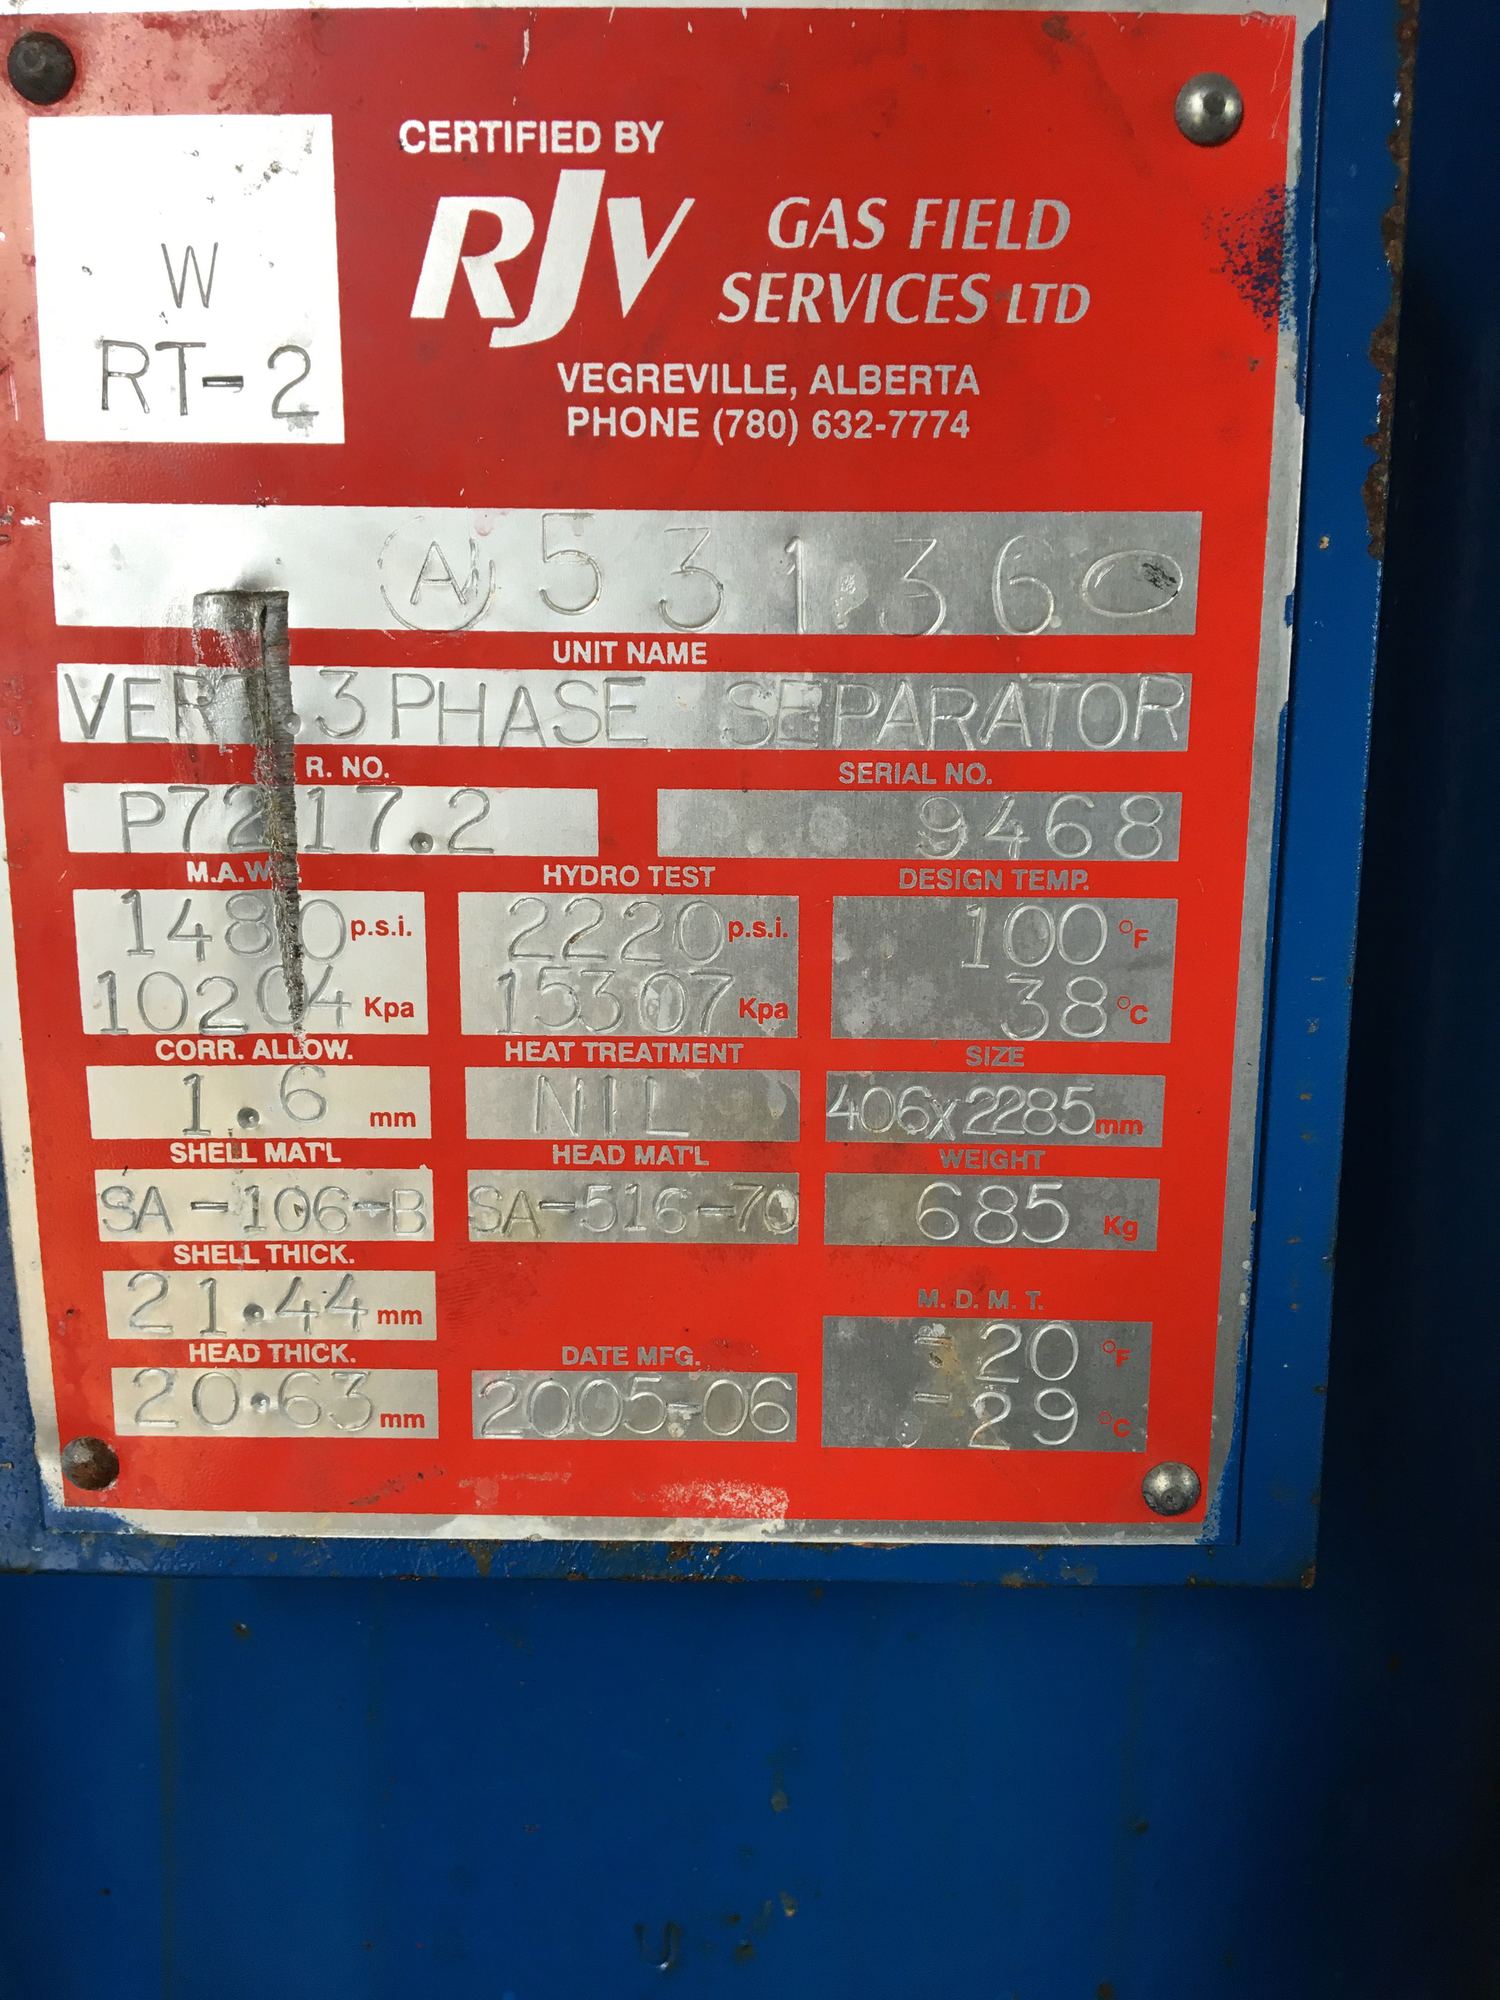 W
RT-2
CERTIFIED BY
RJV GAS FIELD
SERVICES LTD
VEGREVILLE, ALBERTA
PHONE (780) 632-7774
A 531.36
UNIT NAME
VERT.3PHASE SEPARATOR
R. NO. SERIAL NO.
P7217.2 9468
M.A.W. HYDRO TEST DESIGN TEMP.
1480 p.s.i. 2220 p.s.i. 100 °F
10204 Kpa 15307 Kpa 38 °C
CORR. ALLOW. HEAT TREATMENT SIZE
1.6 mm NIL 406x2285 mm
SHELL MAT'L HEAD MAT'L WEIGHT
SA-106-B SA-516-70 685 Kg
SHELL THICK.
21.44 mm M. D. M. T.
HEAD THICK. DATE MFG. -20 °F
20.63 mm 2005-06 -29 °C